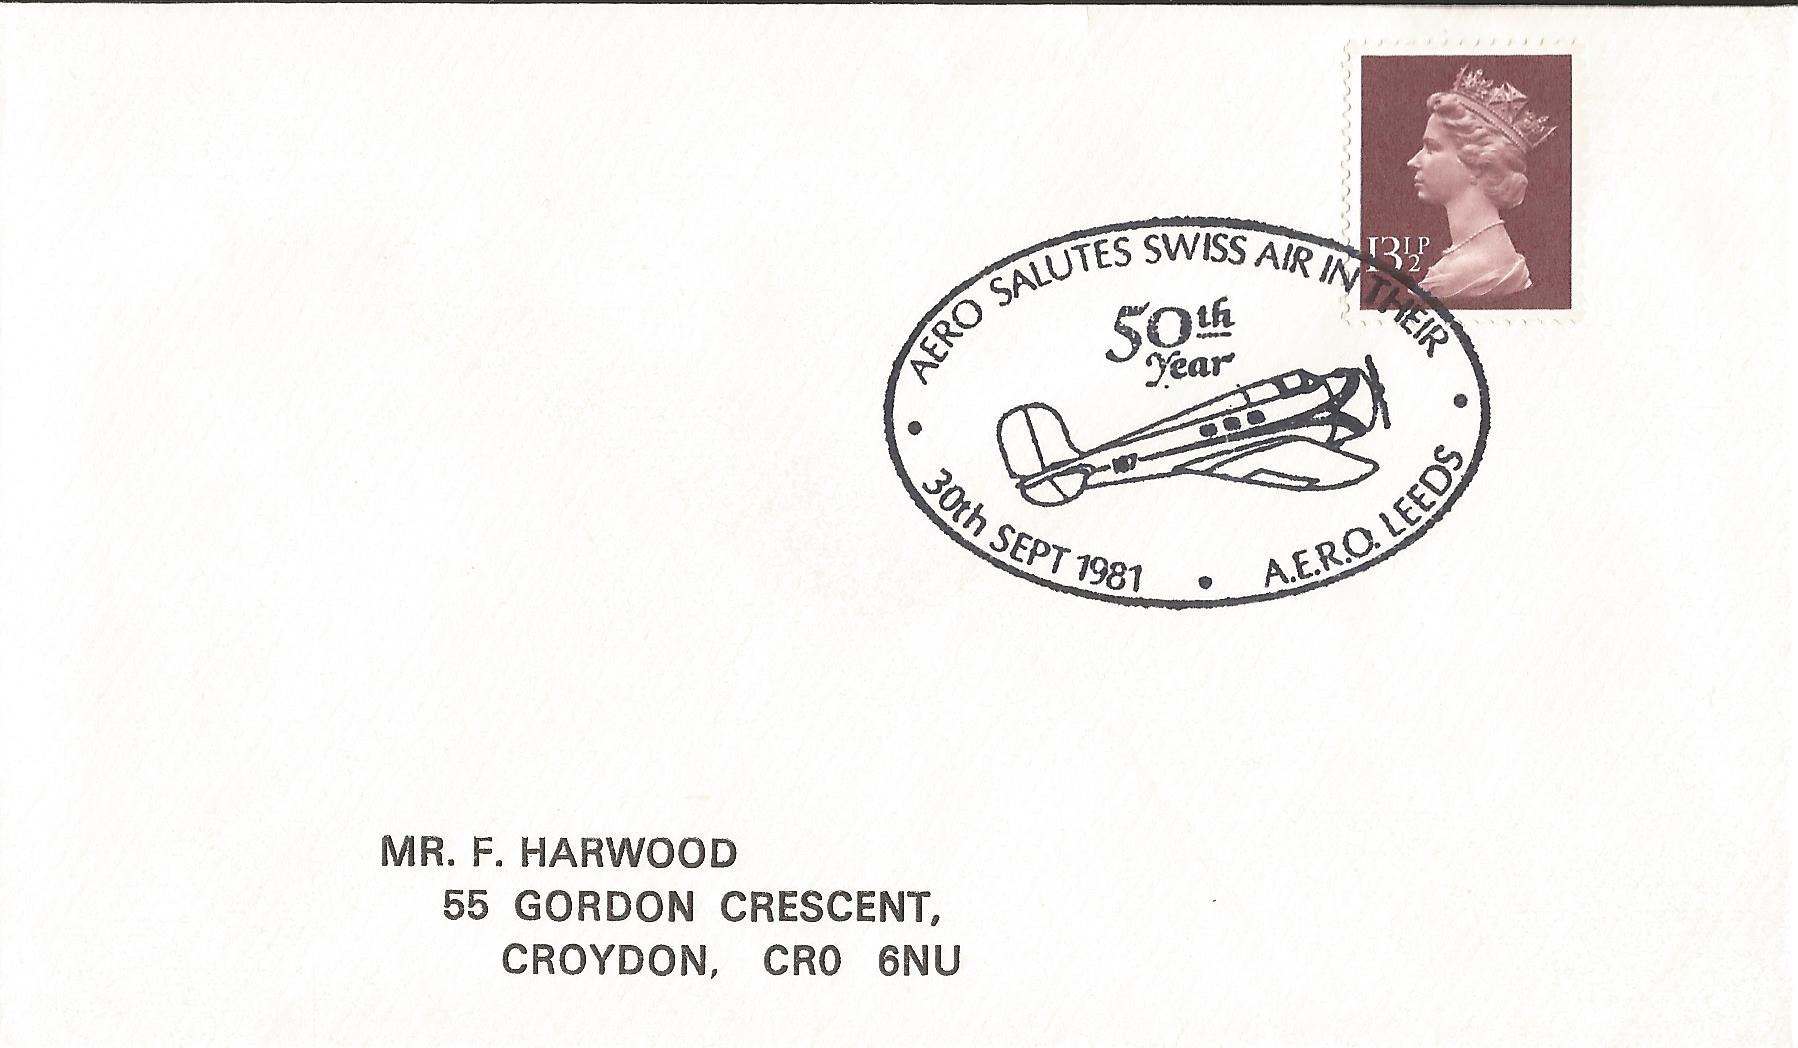 13½P
AERO SALUTES SWISS AIR IN THEIR
50th
Year
167
30th SEPT 1981 • A.E.R.O. LEEDS
MR. F. HARWOOD
55 GORDON CRESCENT,
CROYDON, CR0 6NU